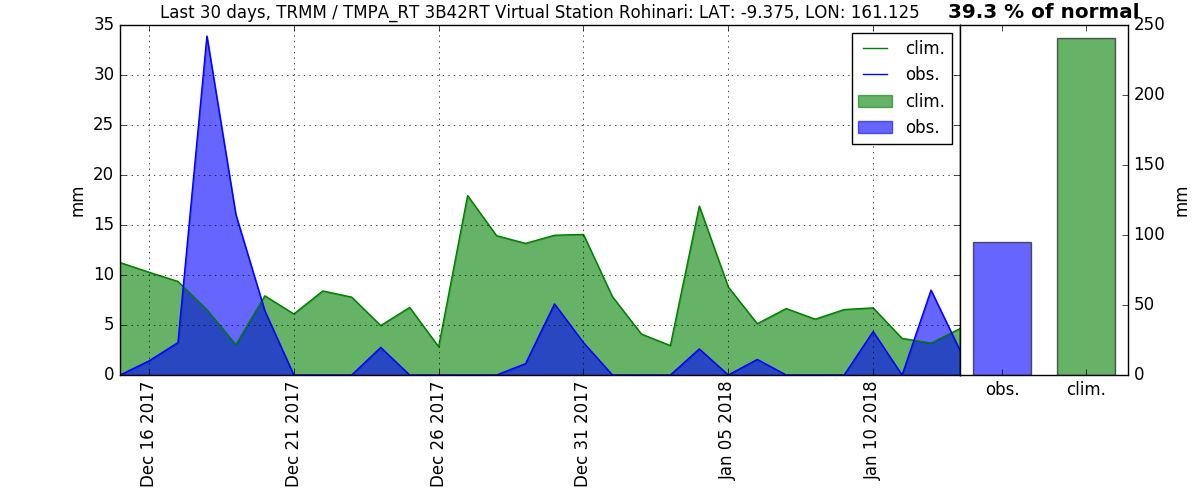 Last 30 days, TRMM / TMPA_RT 3B42RT Virtual Station Rohinari: LAT: -9.375, LON: 161.125
39.3 % of normal
35
30
25
20
15
10
5
0
mm
clim.
obs.
clim.
obs.
250
200
150
100
50
0
mm
Dec 16 2017
Dec 21 2017
Dec 26 2017
Dec 31 2017
Jan 05 2018
Jan 10 2018
obs.
clim.